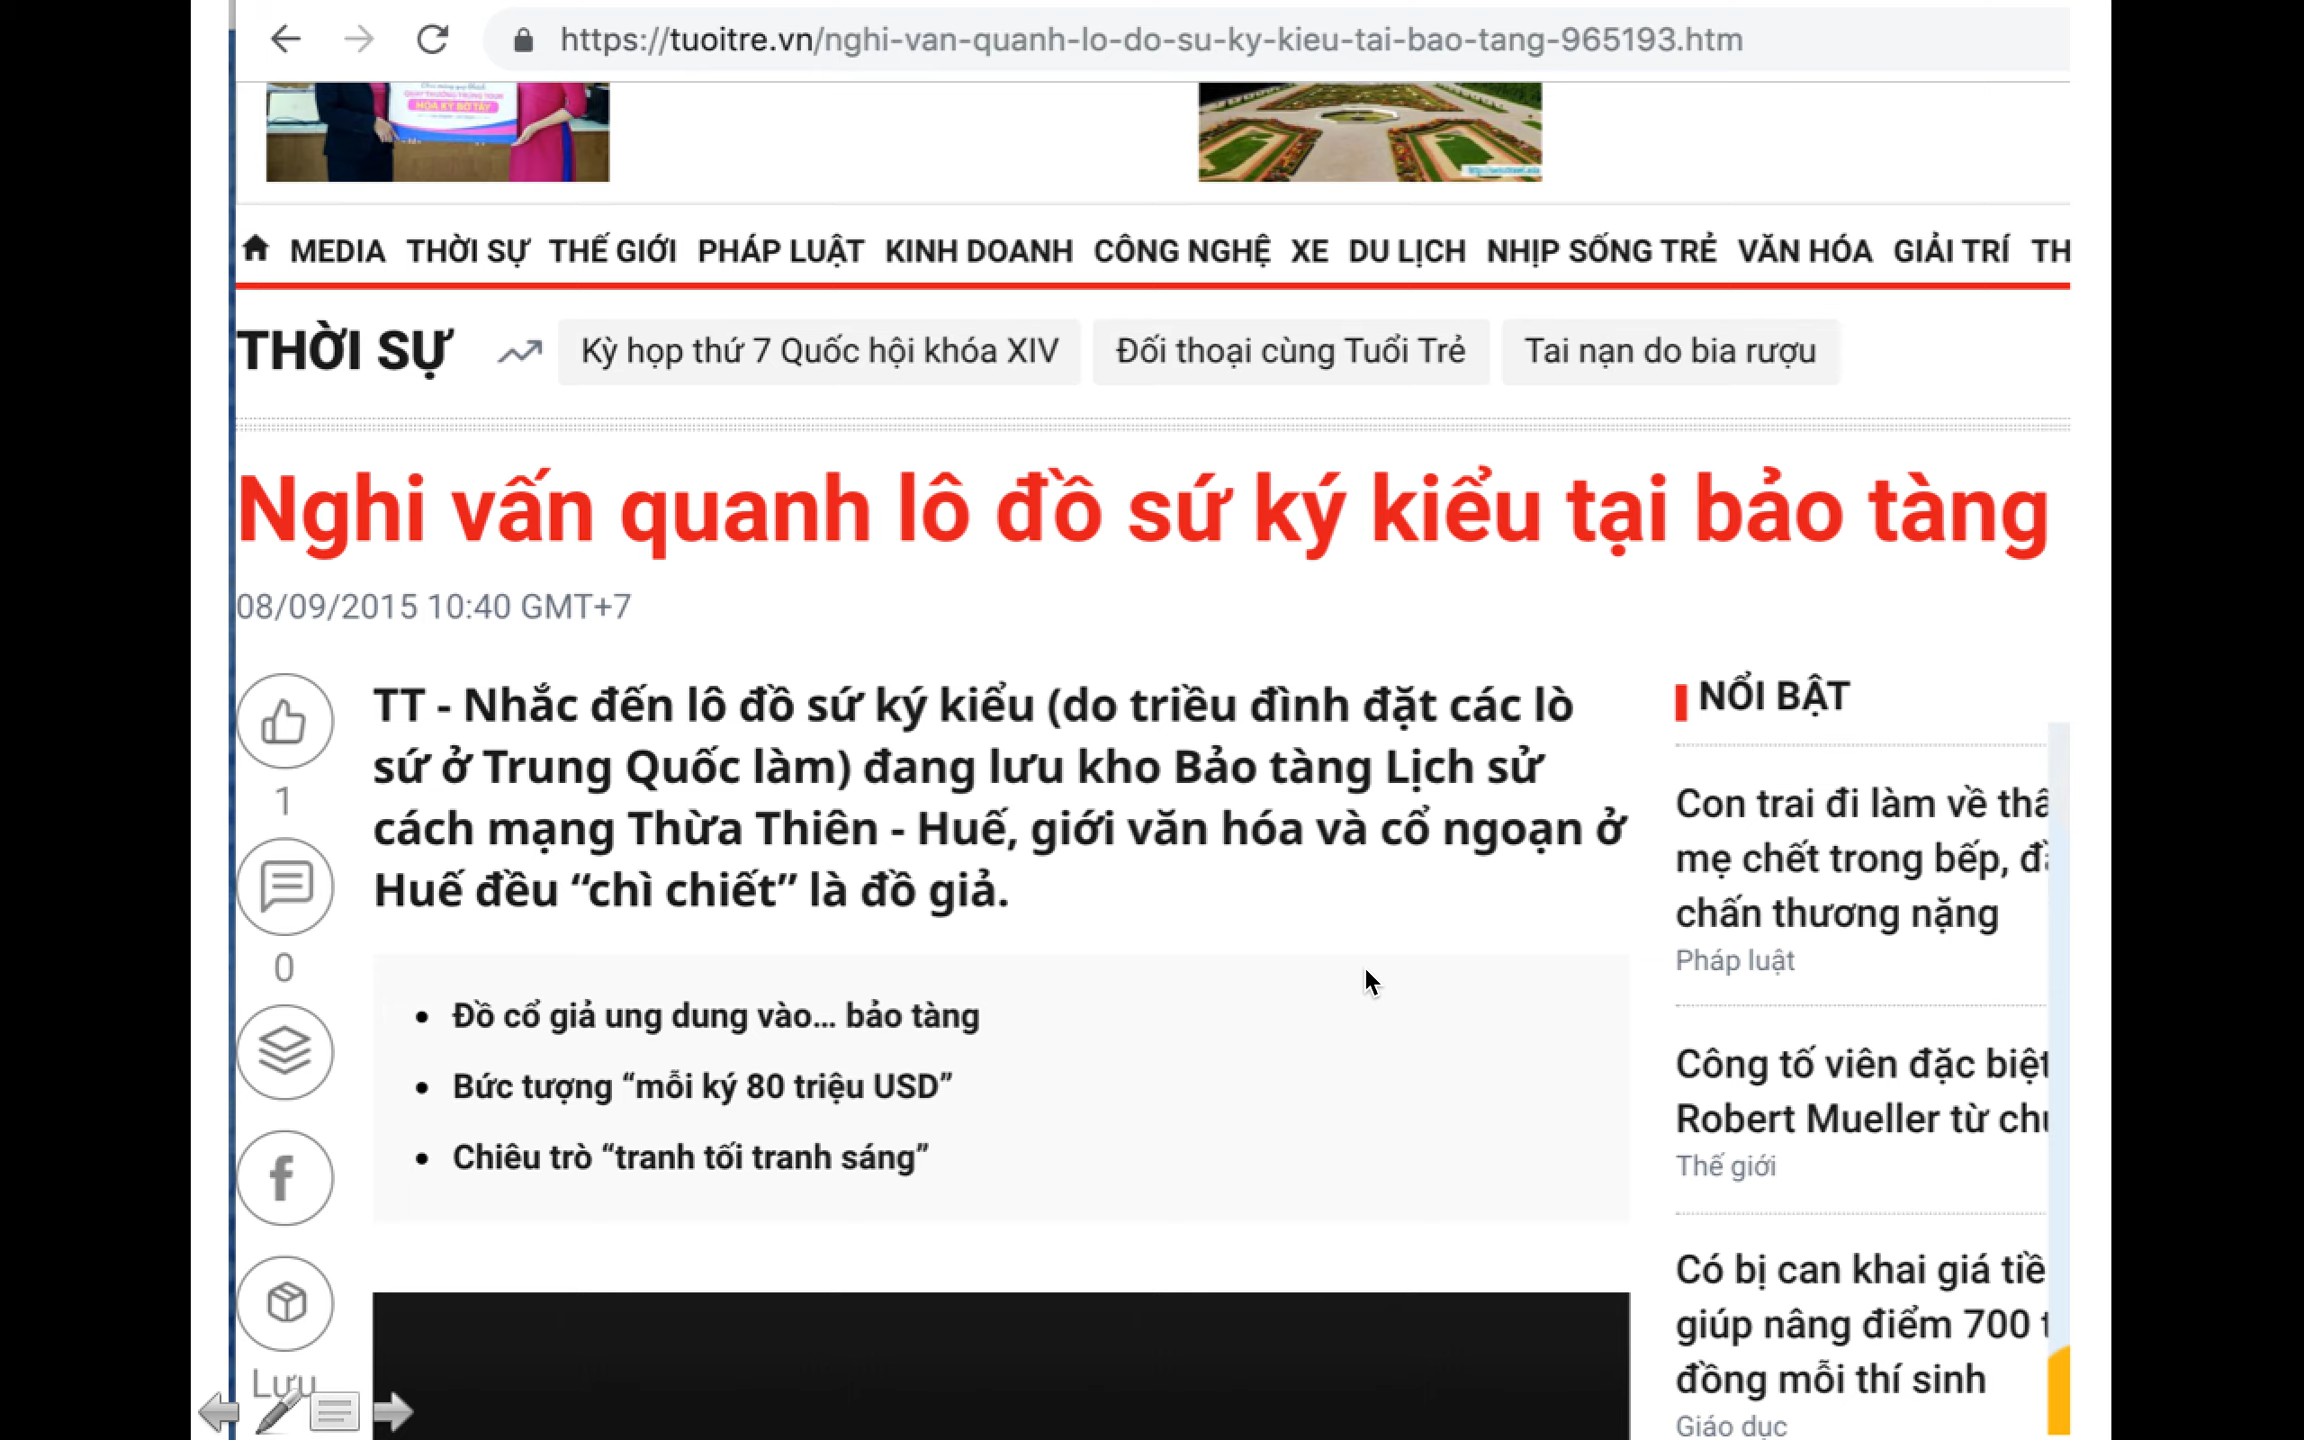 https://tuoitre.vn/nghi-van-quanh-lo-do-su-ky-kieu-tai-bao-tang-965193.htm
HOA KỲ BỜ TÂY
MEDIA THỜI SỰ THẾ GIỚI PHÁP LUẬT KINH DOANH CÔNG NGHỆ XE DU LỊCH NHỊP SỐNG TRẺ VĂN HÓA GIẢI TRÍ TH
THỜI SỰ Kỳ họp thứ 7 Quốc hội khóa XIV Đối thoại cùng Tuổi Trẻ Tai nạn do bia rượu
Nghi vấn quanh lô đồ sứ ký kiểu tại bảo tàng
08/09/2015 10:40 GMT+7
TT - Nhắc đến lô đồ sứ ký kiểu (do triều đình đặt các lò
sứ ở Trung Quốc làm) đang lưu kho Bảo tàng Lịch sử
cách mạng Thừa Thiên - Huế, giới văn hóa và cổ ngoạn ở
Huế đều “chì chiết” là đồ giả.
1
0
Lưu
• Đồ cổ giả ung dung vào... bảo tàng
• Bức tượng “mỗi ký 80 triệu USD”
• Chiêu trò “tranh tối tranh sáng”
NỔI BẬT
Con trai đi làm về
mẹ chết trong bếp,
chấn thương nặng
Pháp luật
Công tố viên đặc biệt
Robert Mueller từ
Thế giới
Có bị can khai giá
giúp nâng điểm 700
đồng mỗi thí sinh
Giáo dục